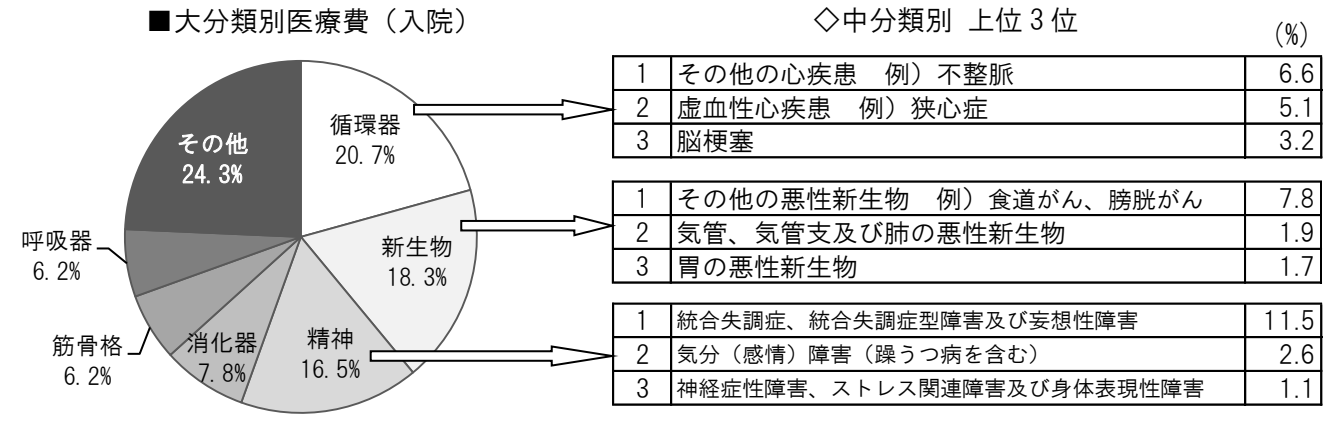 ■大分類別医療費（入院）
◇中分類別 上位3位
(%)
循環器
20.7%
新生物
18.3%
精神
16.5%
消化器
7.8%
筋骨格
6.2%
呼吸器
6.2%
その他
24.3%
1 その他の心疾患 例）不整脈 6.6
2 虚血性心疾患 例）狭心症 5.1
3 脳梗塞 3.2
1 その他の悪性新生物 例）食道がん、膀胱がん 7.8
2 気管、気管支及び肺の悪性新生物 1.9
3 胃の悪性新生物 1.7
1 統合失調症、統合失調症型障害及び妄想性障害 11.5
2 気分（感情）障害（躁うつ病を含む） 2.6
3 神経症性障害、ストレス関連障害及び身体表現性障害 1.1